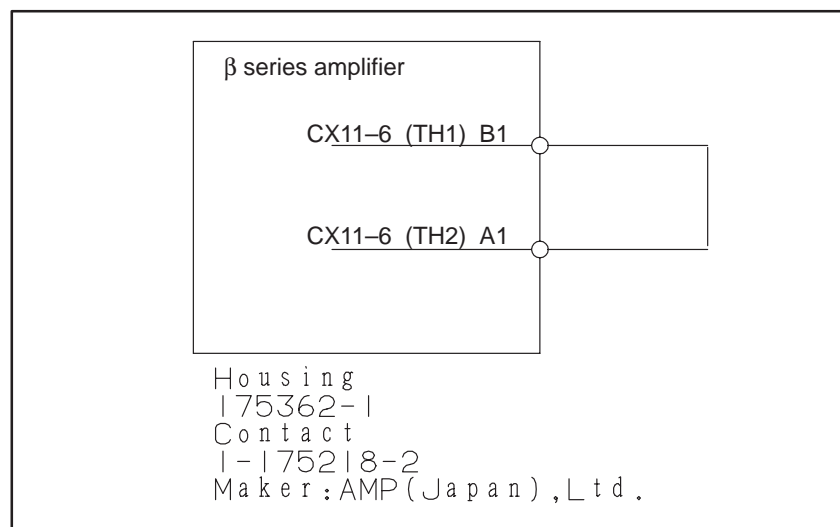 β series amplifier
CX11–6 (TH1) B1
CX11–6 (TH2) A1
Housing
175362-1
Contact
1-175218-2
Maker:AMP(Japan),Ltd.